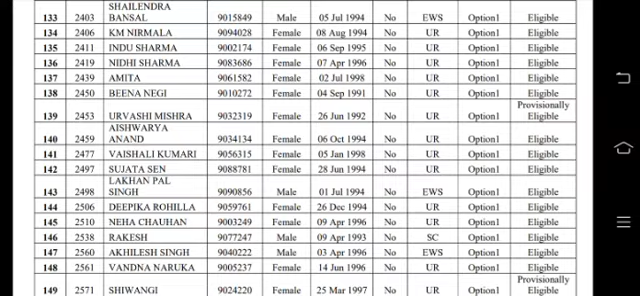 133 2403 SHAILENDRA BANSAL 9015849 Male 05 Jul 1994 No EWS Option1 Eligible
134 2406 KM NIRMALA 9094028 Female 08 Aug 1994 No UR Option1 Eligible
135 2411 INDU SHARMA 9002174 Female 06 Sep 1995 No UR Option1 Eligible
136 2419 NIDHI SHARMA 9083686 Female 07 Apr 1996 No UR Option1 Eligible
137 2439 AMITA 9061582 Female 02 Jul 1998 No UR Option1 Eligible
138 2450 BEENA NEGI 9010272 Female 04 Sep 1991 No UR Option1 Eligible
139 2453 URVASHI MISHRA 9032319 Female 26 Jun 1992 No UR Option1 Provisionally Eligible
140 2459 AISHWARYA ANAND 9034134 Female 06 Oct 1994 No UR Option1 Eligible
141 2477 VAISHALI KUMARI 9056315 Female 05 Jan 1998 No UR Option1 Eligible
142 2497 SUJATA SEN 9088781 Female 28 Jun 1994 No UR Option1 Eligible
143 2498 LAKHAN PAL SINGH 9090856 Male 01 Jul 1994 No EWS Option1 Eligible
144 2506 DEEPIKA ROHILLA 9059761 Female 26 Dec 1994 No UR Option1 Eligible
145 2510 NEHA CHAUHAN 9003249 Female 09 Apr 1996 No UR Option1 Eligible
146 2538 RAKESH 9077247 Male 09 Apr 1993 No SC Option1 Eligible
147 2560 AKHILESH SINGH 9040222 Male 03 Apr 1996 No EWS Option1 Eligible
148 2561 VANDNA NARUKA 9005237 Female 14 Jun 1996 No UR Option1 Eligible
149 2571 SHIWANGI 9024220 Female 25 Mar 1997 No UR Option1 Provisionally Eligible